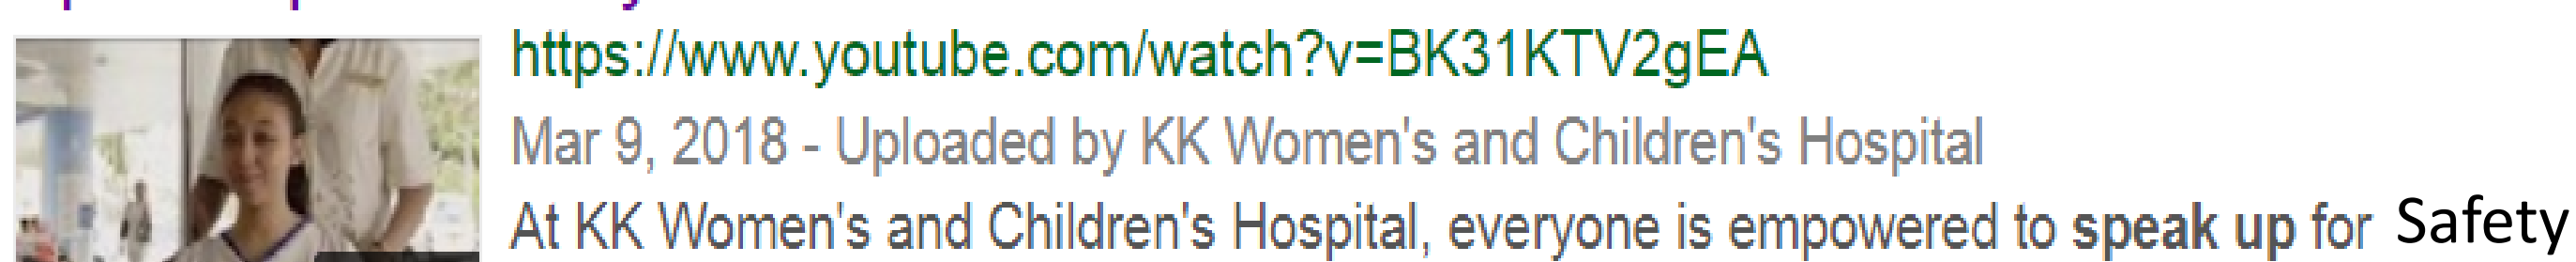 https://www.youtube.com/watch?v=BK31KTV2gEA
Mar 9, 2018 - Uploaded by KK Women's and Children's Hospital
At KK Women's and Children's Hospital, everyone is empowered to speak up for Safety